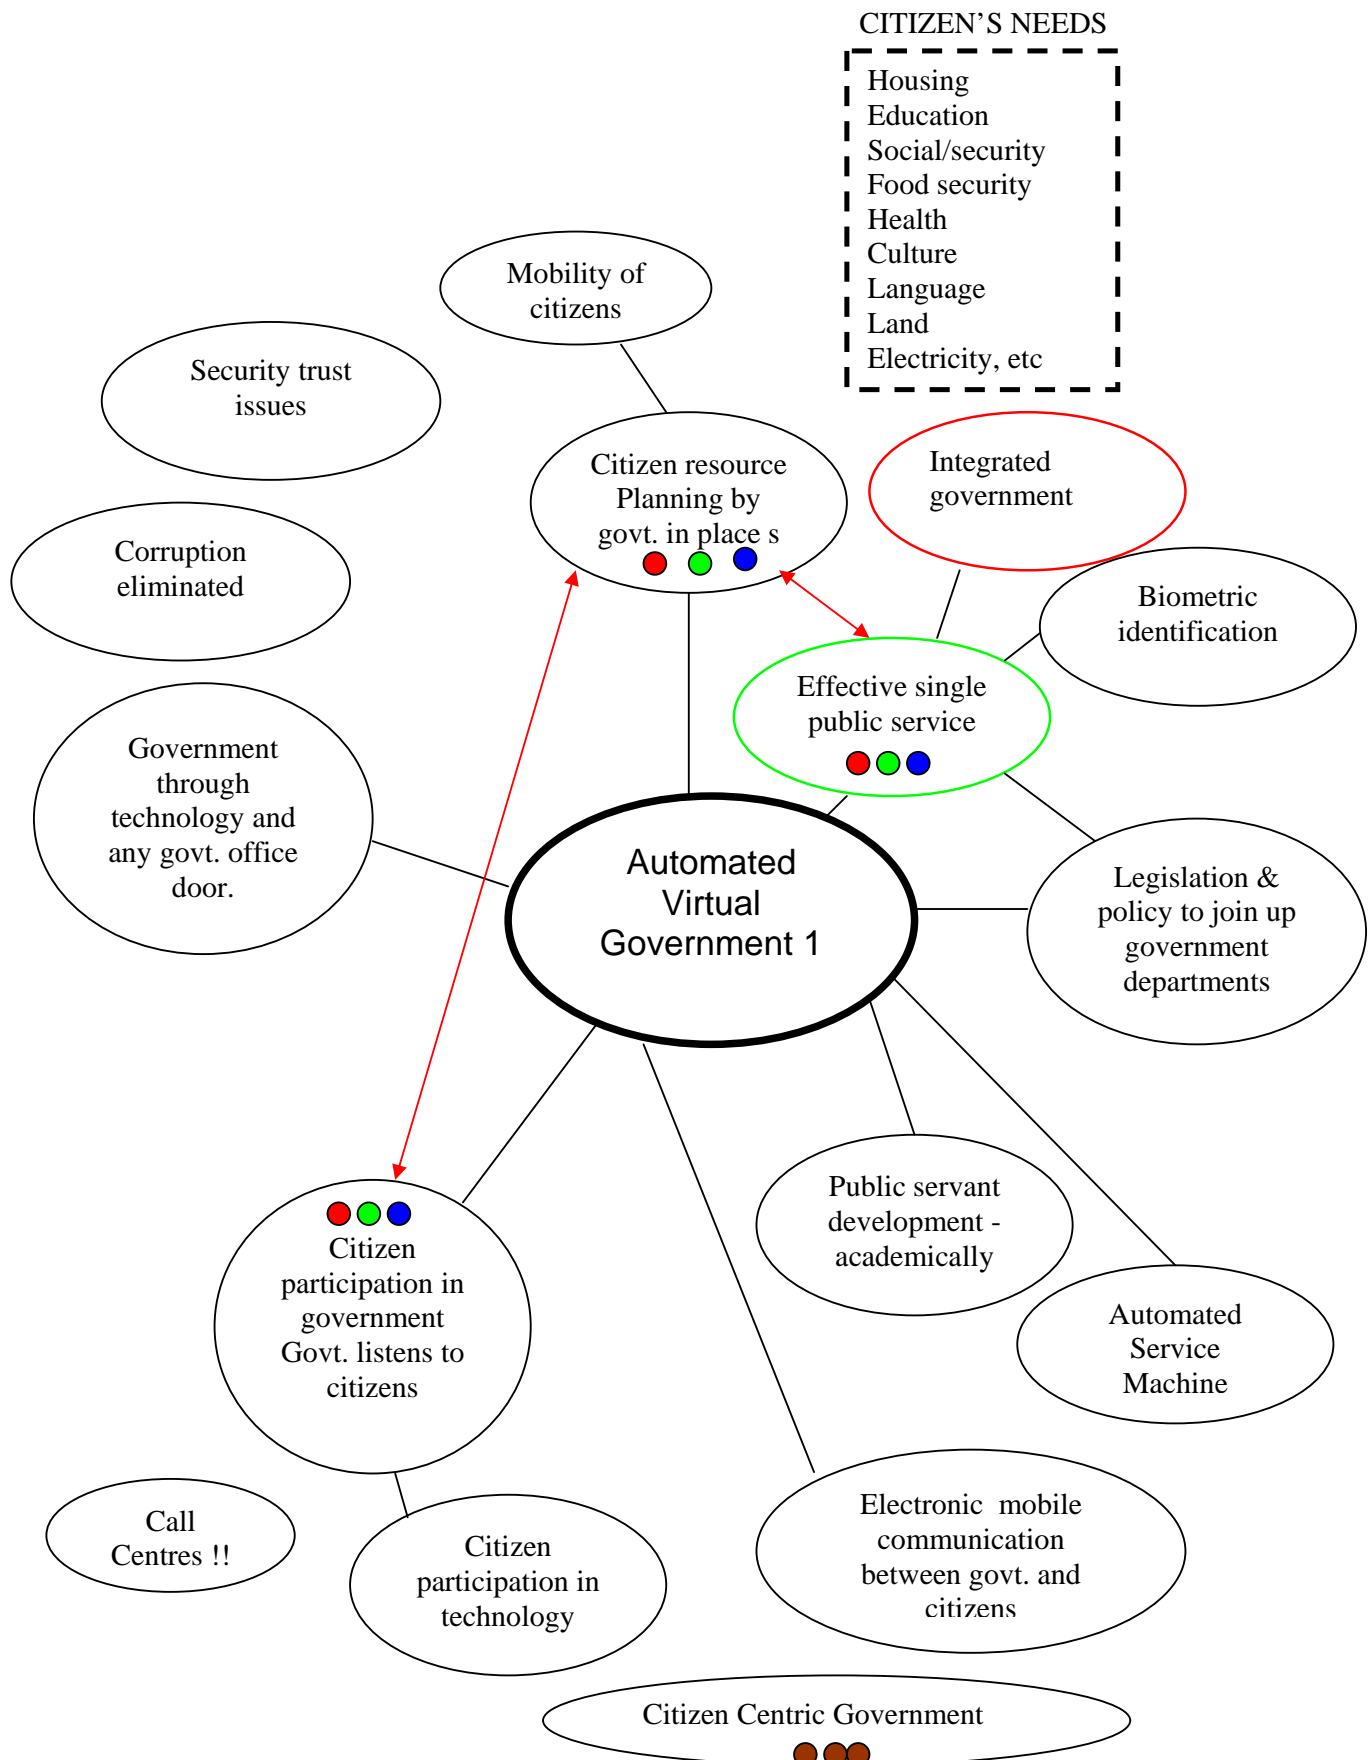 CITIZEN’S NEEDS
Housing
Education
Social/security
Food security
Health
Culture
Language
Land
Electricity, etc
Mobility of
citizens
Security trust
issues
Citizen resource
Planning by
govt. in place s
Integrated
government
Corruption
eliminated
Biometric
identification
Effective single
public service
Government
through
technology and
any govt. office
door.
Automated
Virtual
Government 1
Legislation &
policy to join up
government
departments
Public servant
development -
academically
Citizen
participation in
government
Govt. listens to
citizens
Automated
Service
Machine
Call
Centres !!
Citizen
participation in
technology
Electronic  mobile
communication
between govt. and
citizens
Citizen Centric Government